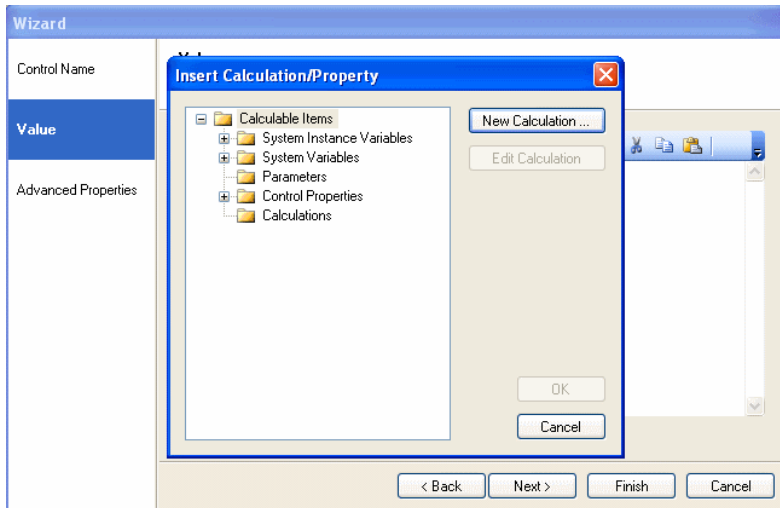 Wizard
Control Name
Value
Advanced Properties
Insert Calculation/Property
Calculable Items
System Instance Variables
System Variables
Parameters
Control Properties
Calculations
New Calculation ...
Edit Calculation
OK
Cancel
< Back
Next >
Finish
Cancel